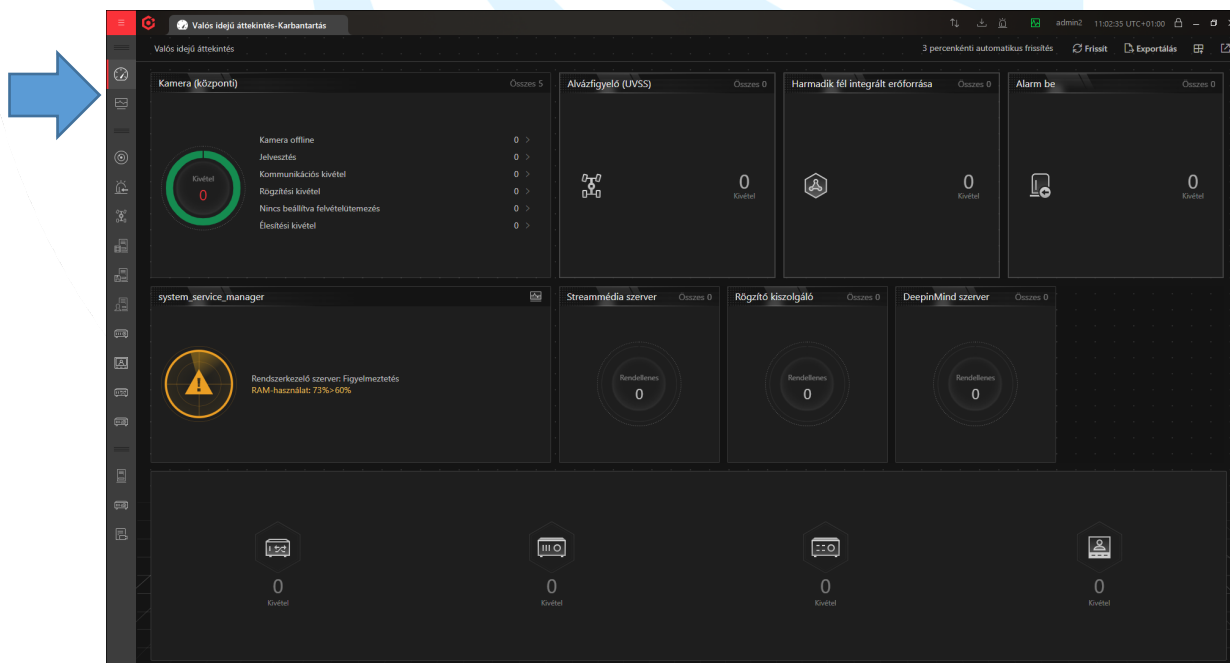 Valós idejű áttekintés-Karbantartás
admin2 11:02:35 UTC+01:00
Valós idejű áttekintés
3 percenkénti automatikus frissítés Frissít Exportálás
Kamera (központi) Összes 5
Kivétel
0
Kamera offline 0
Jelvesztés 0
Kommunikációs kivétel 0
Rögzítési kivétel 0
Nincs beállítva felvételütemezés 0
Élesítési kivétel 0
Alvázfigyelő (UVSS) Összes 0
0
Kivétel
Harmadik fél integrált erőforrása Összes 0
0
Kivétel
Alarm be Összes 0
0
Kivétel
system_service_manager
Rendszerkezelő szerver: Figyelmeztetés
RAM-használat: 73%>60%
Streammédia szerver Összes 0
Rendellenes
0
Rögzítő kiszolgáló Összes 0
Rendellenes
0
DeepinMind szerver Összes 0
Rendellenes
0
0
Kivétel
0
Kivétel
0
Kivétel
0
Kivétel